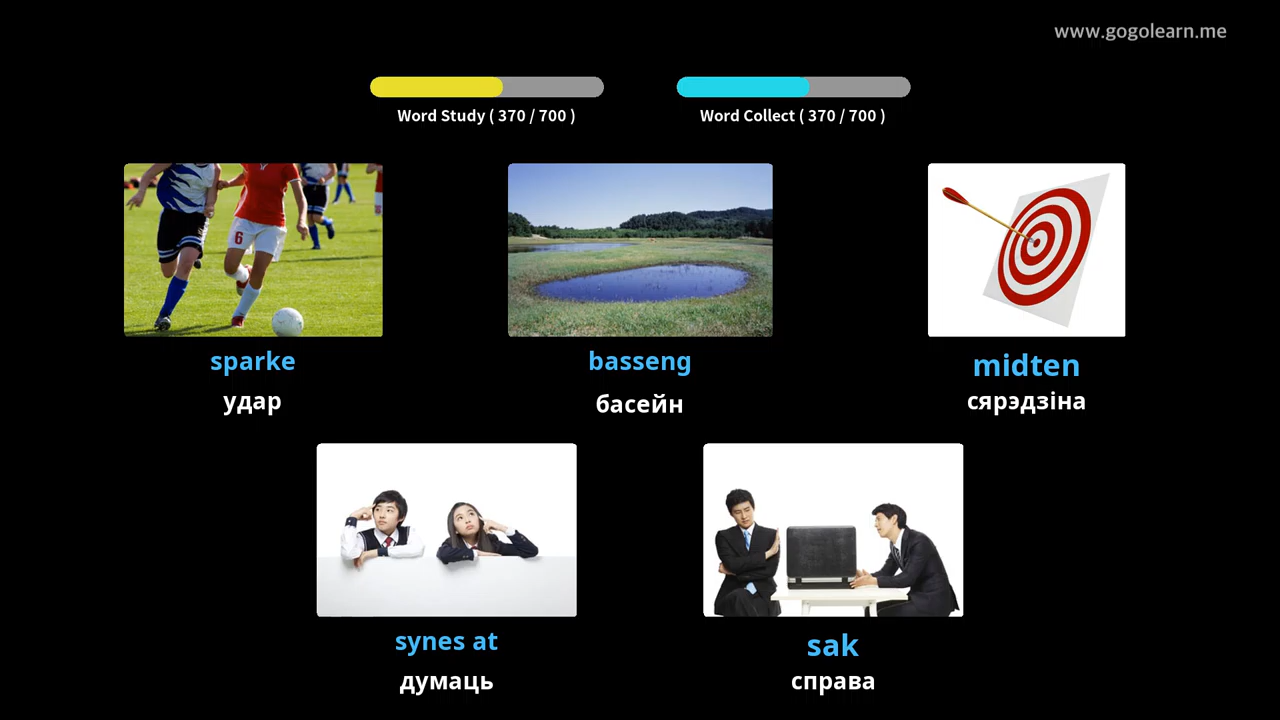 www.gogolearn.me
Word Study ( 370 / 700 )
Word Collect ( 370 / 700 )
6
sparke
удар
basseng
басейн
midten
сярэдзіна
synes at
думаць
sak
справа